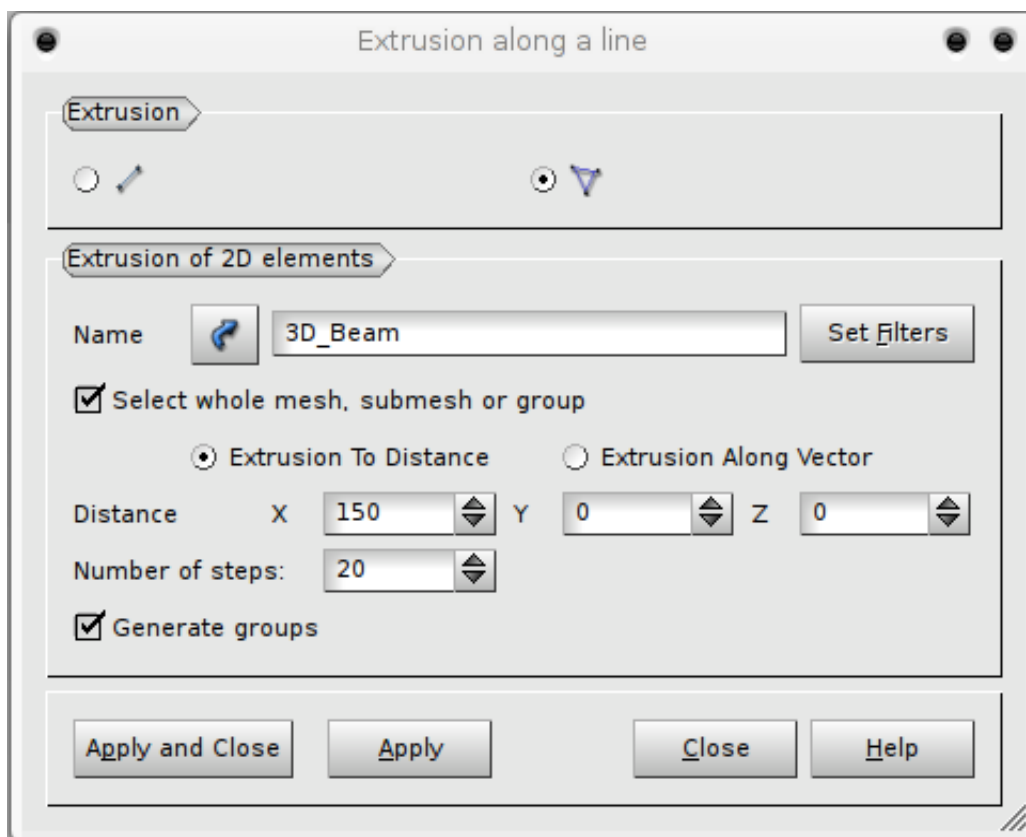 Extrusion along a line
Extrusion
Extrusion of 2D elements
Name 3D_Beam Set Filters
Select whole mesh, submesh or group
Extrusion To Distance Extrusion Along Vector
Distance X 150 Y 0 Z 0
Number of steps: 20
Generate groups
Apply and Close Apply Close Help